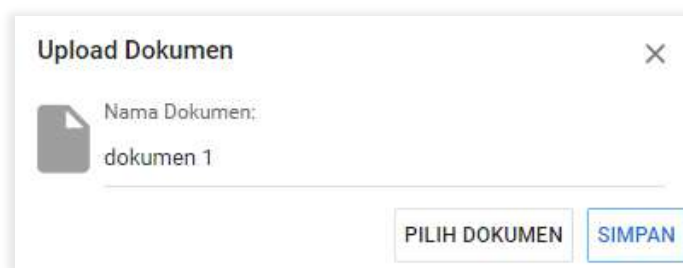 Upload Dokumen
Nama Dokumen:
dokumen 1
PILIH DOKUMEN SIMPAN